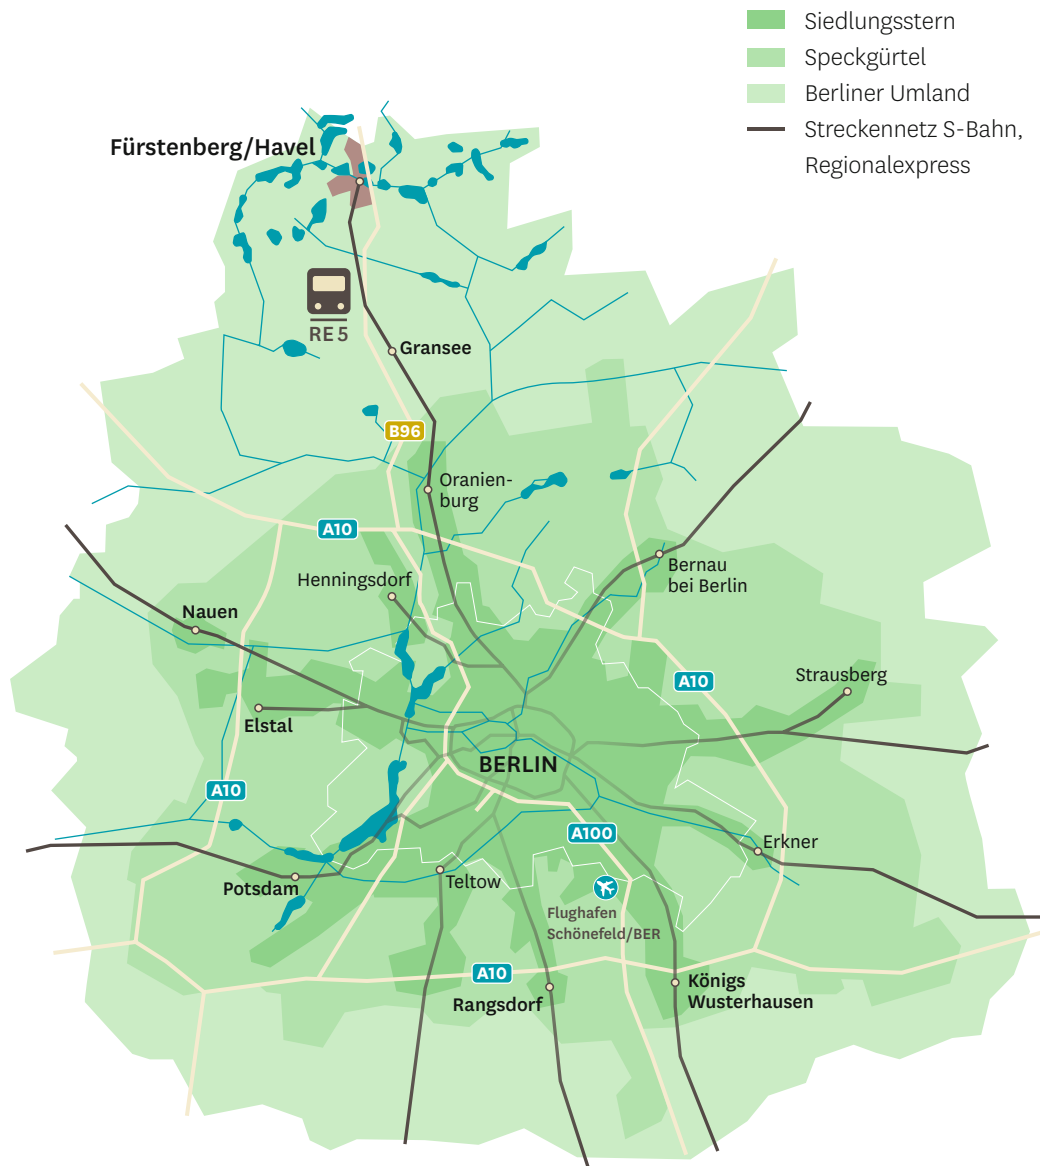 Siedlungsstern
Speckgürtel
Berliner Umland
Streckennetz S-Bahn,
Regionalexpress
Fürstenberg/Havel
RE 5
Gransee
B96
Oranien-
burg
A10
Henningsdorf
Bernau
bei Berlin
Nauen
A10
Strausberg
Elstal
BERLIN
A10
A100
Erkner
Potsdam
Teltow
Flughafen
Schönefeld/BER
A10
Rangsdorf
Königs
Wusterhausen